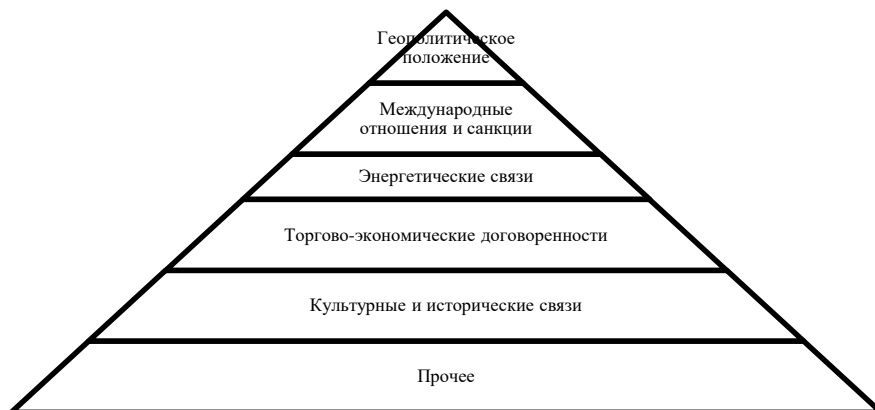 Геополитическое
положение
Международные
отношения и санкции
Энергетические связи
Торгово-экономические договоренности
Культурные и исторические связи
Прочее